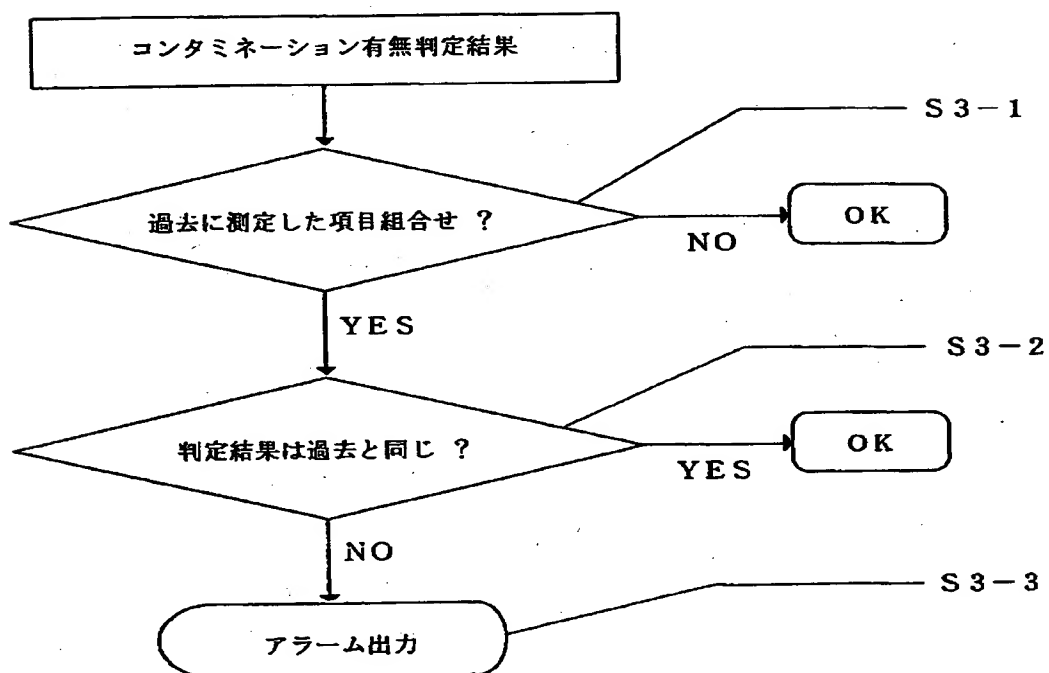 コンタミネーション有無判定結果
S3-1
過去に測定した項目組合せ ?
OK
NO
YES
S3-2
判定結果は過去と同じ ?
OK
YES
NO
S3-3
アラーム出力